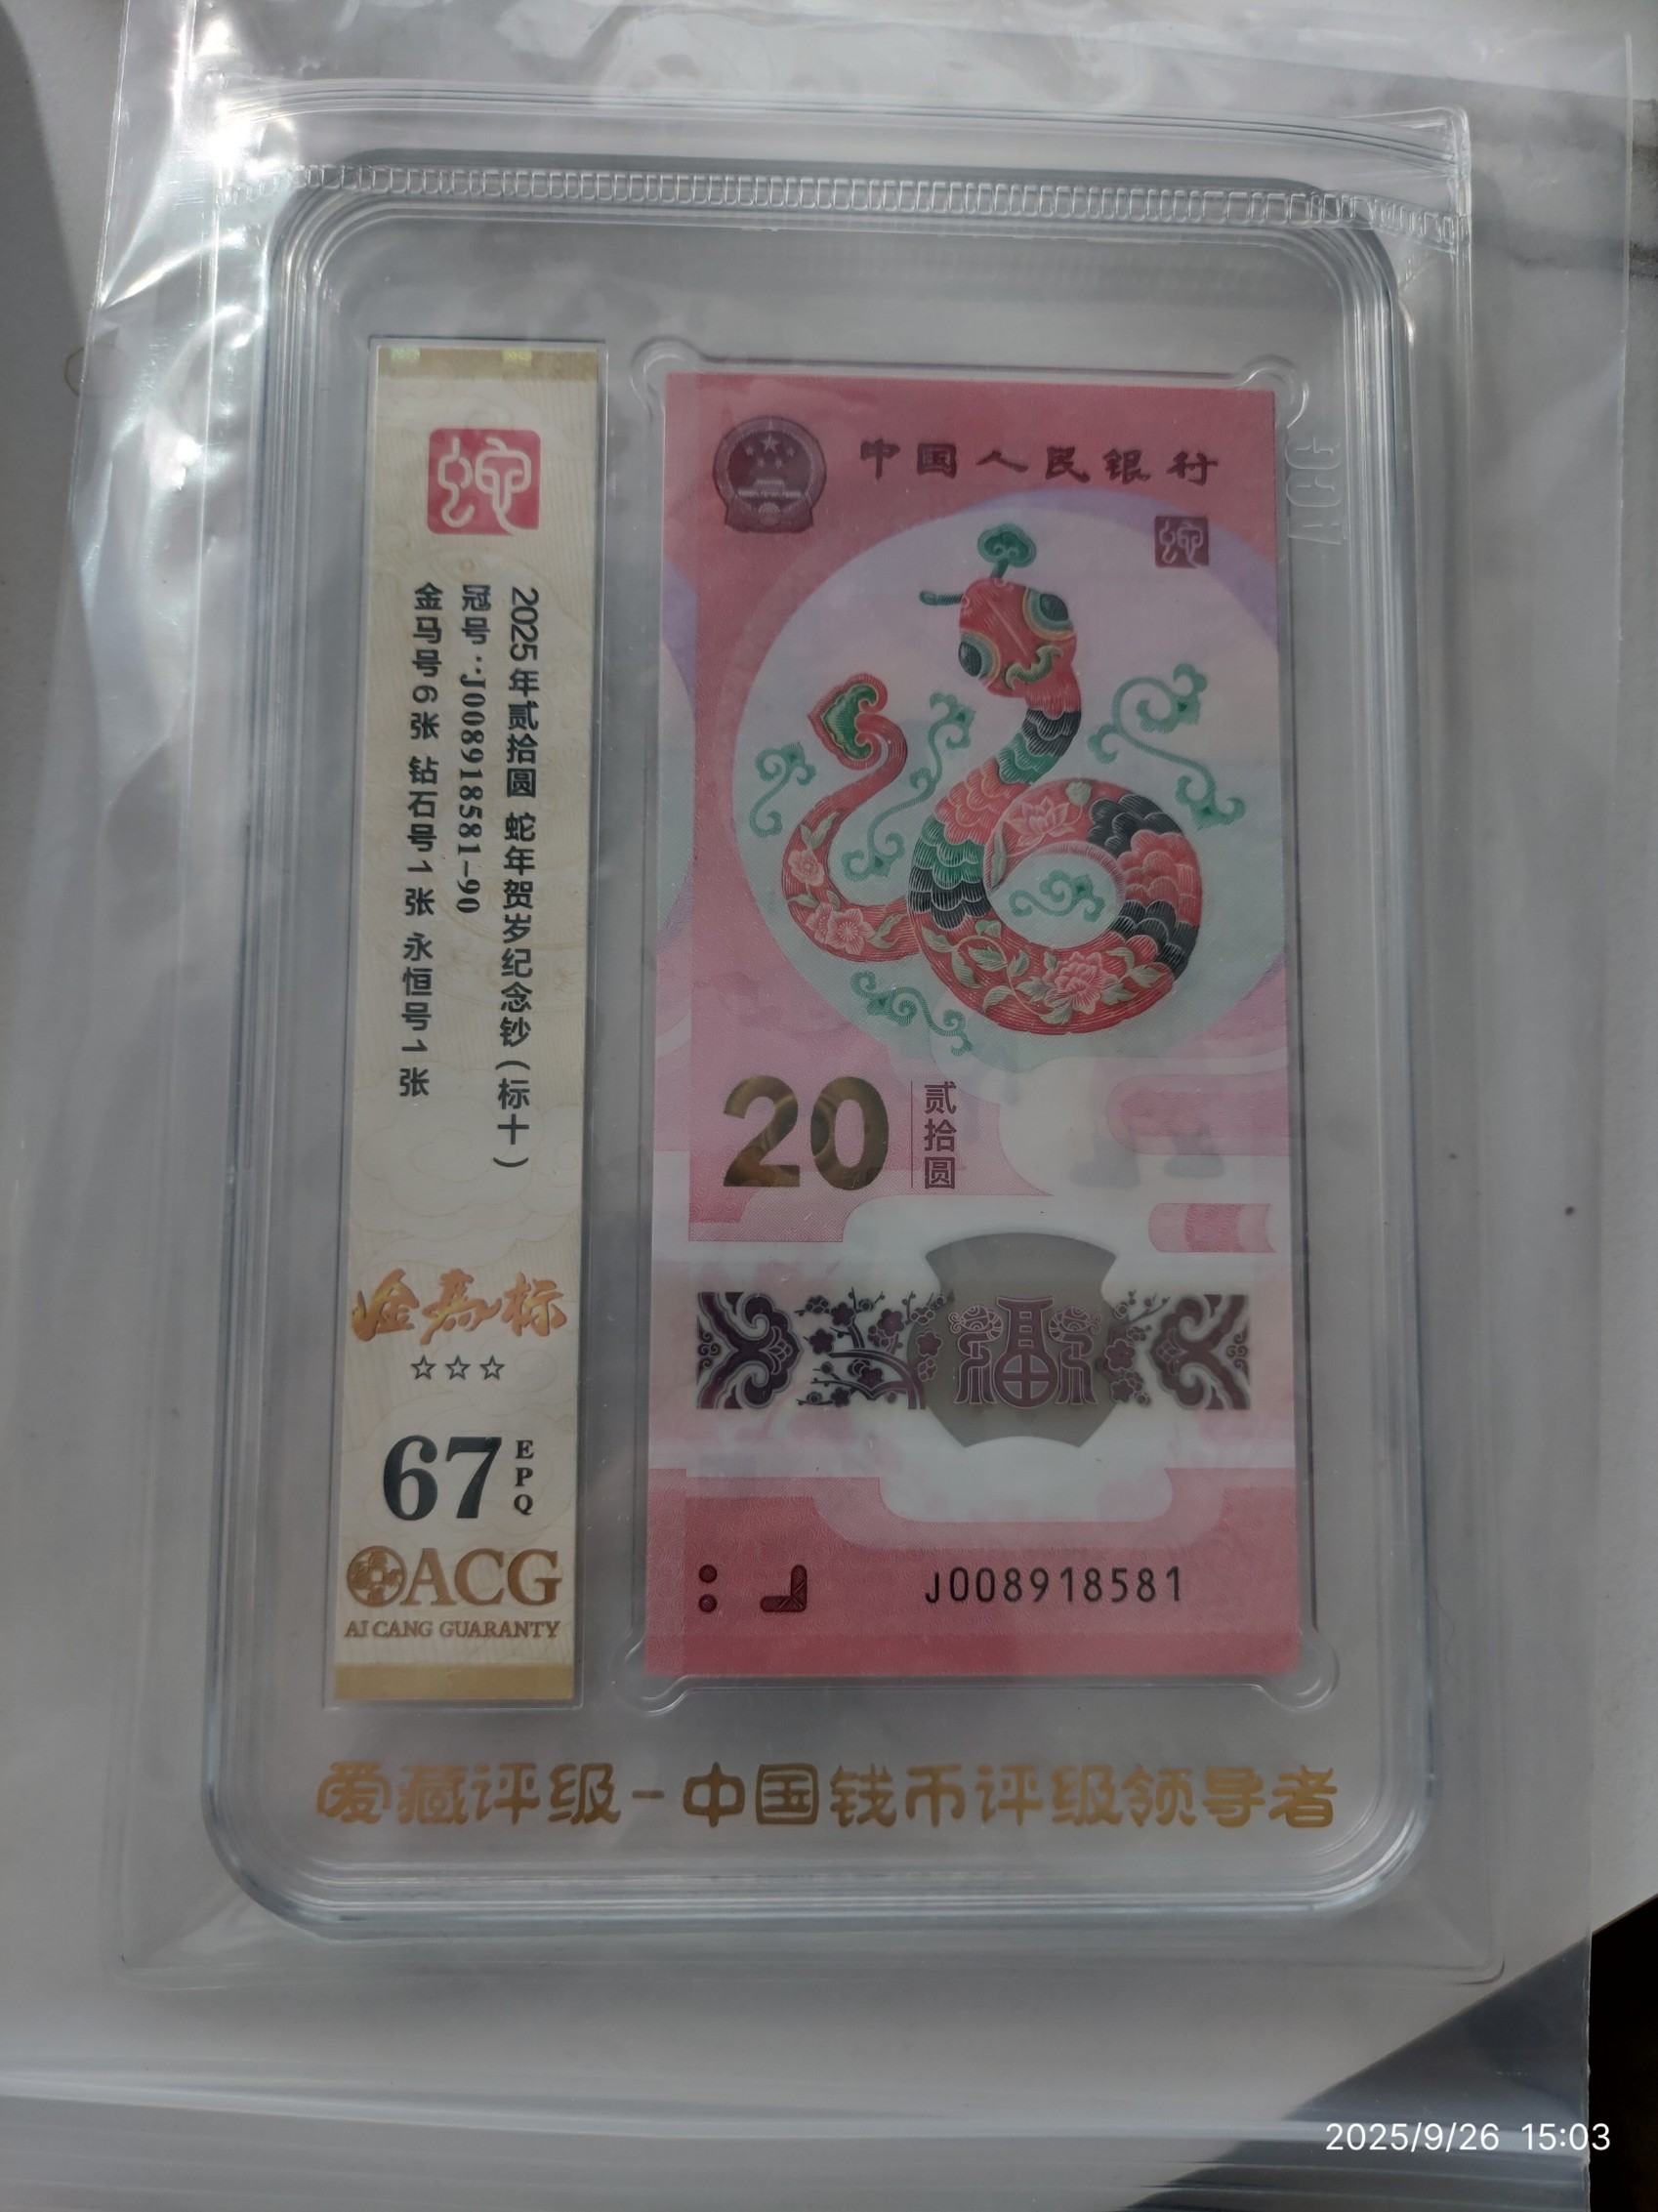 蛇
2025年贰拾圆 蛇年贺岁纪念钞（标十）
冠号：J008918581-90
金马号6张 钻石号1张 永恒号1张
金马标
☆☆☆
67 EPQ
ACG
AI CANG GUARANTY
中国人民银行
蛇
20 贰拾圆
福
J008918581
ACG
爱藏评级-中国钱币评级领导者
2025/9/26 15:03